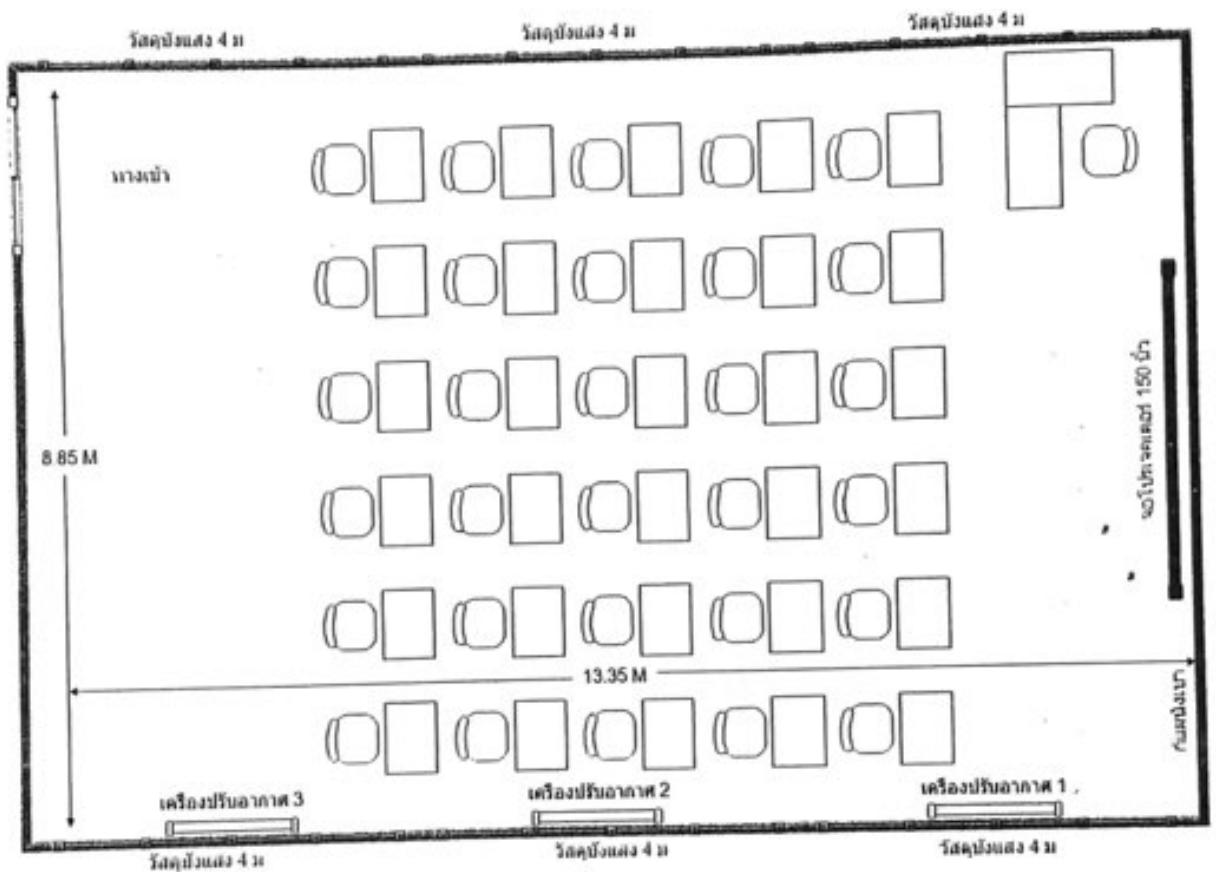 วัสดุบังแสง 4 ม
วัสดุบังแสง 4 ม
วัสดุบังแสง 4 ม
ทางเข้า
8.85 M
จอโปรเจคเตอร์ 150 นิ้ว
13.35 M
กั้นผนังเบา
เครื่องปรับอากาศ 3
เครื่องปรับอากาศ 2
เครื่องปรับอากาศ 1
วัสดุบังแสง 4 ม
วัสดุบังแสง 4 ม
วัสดุบังแสง 4 ม